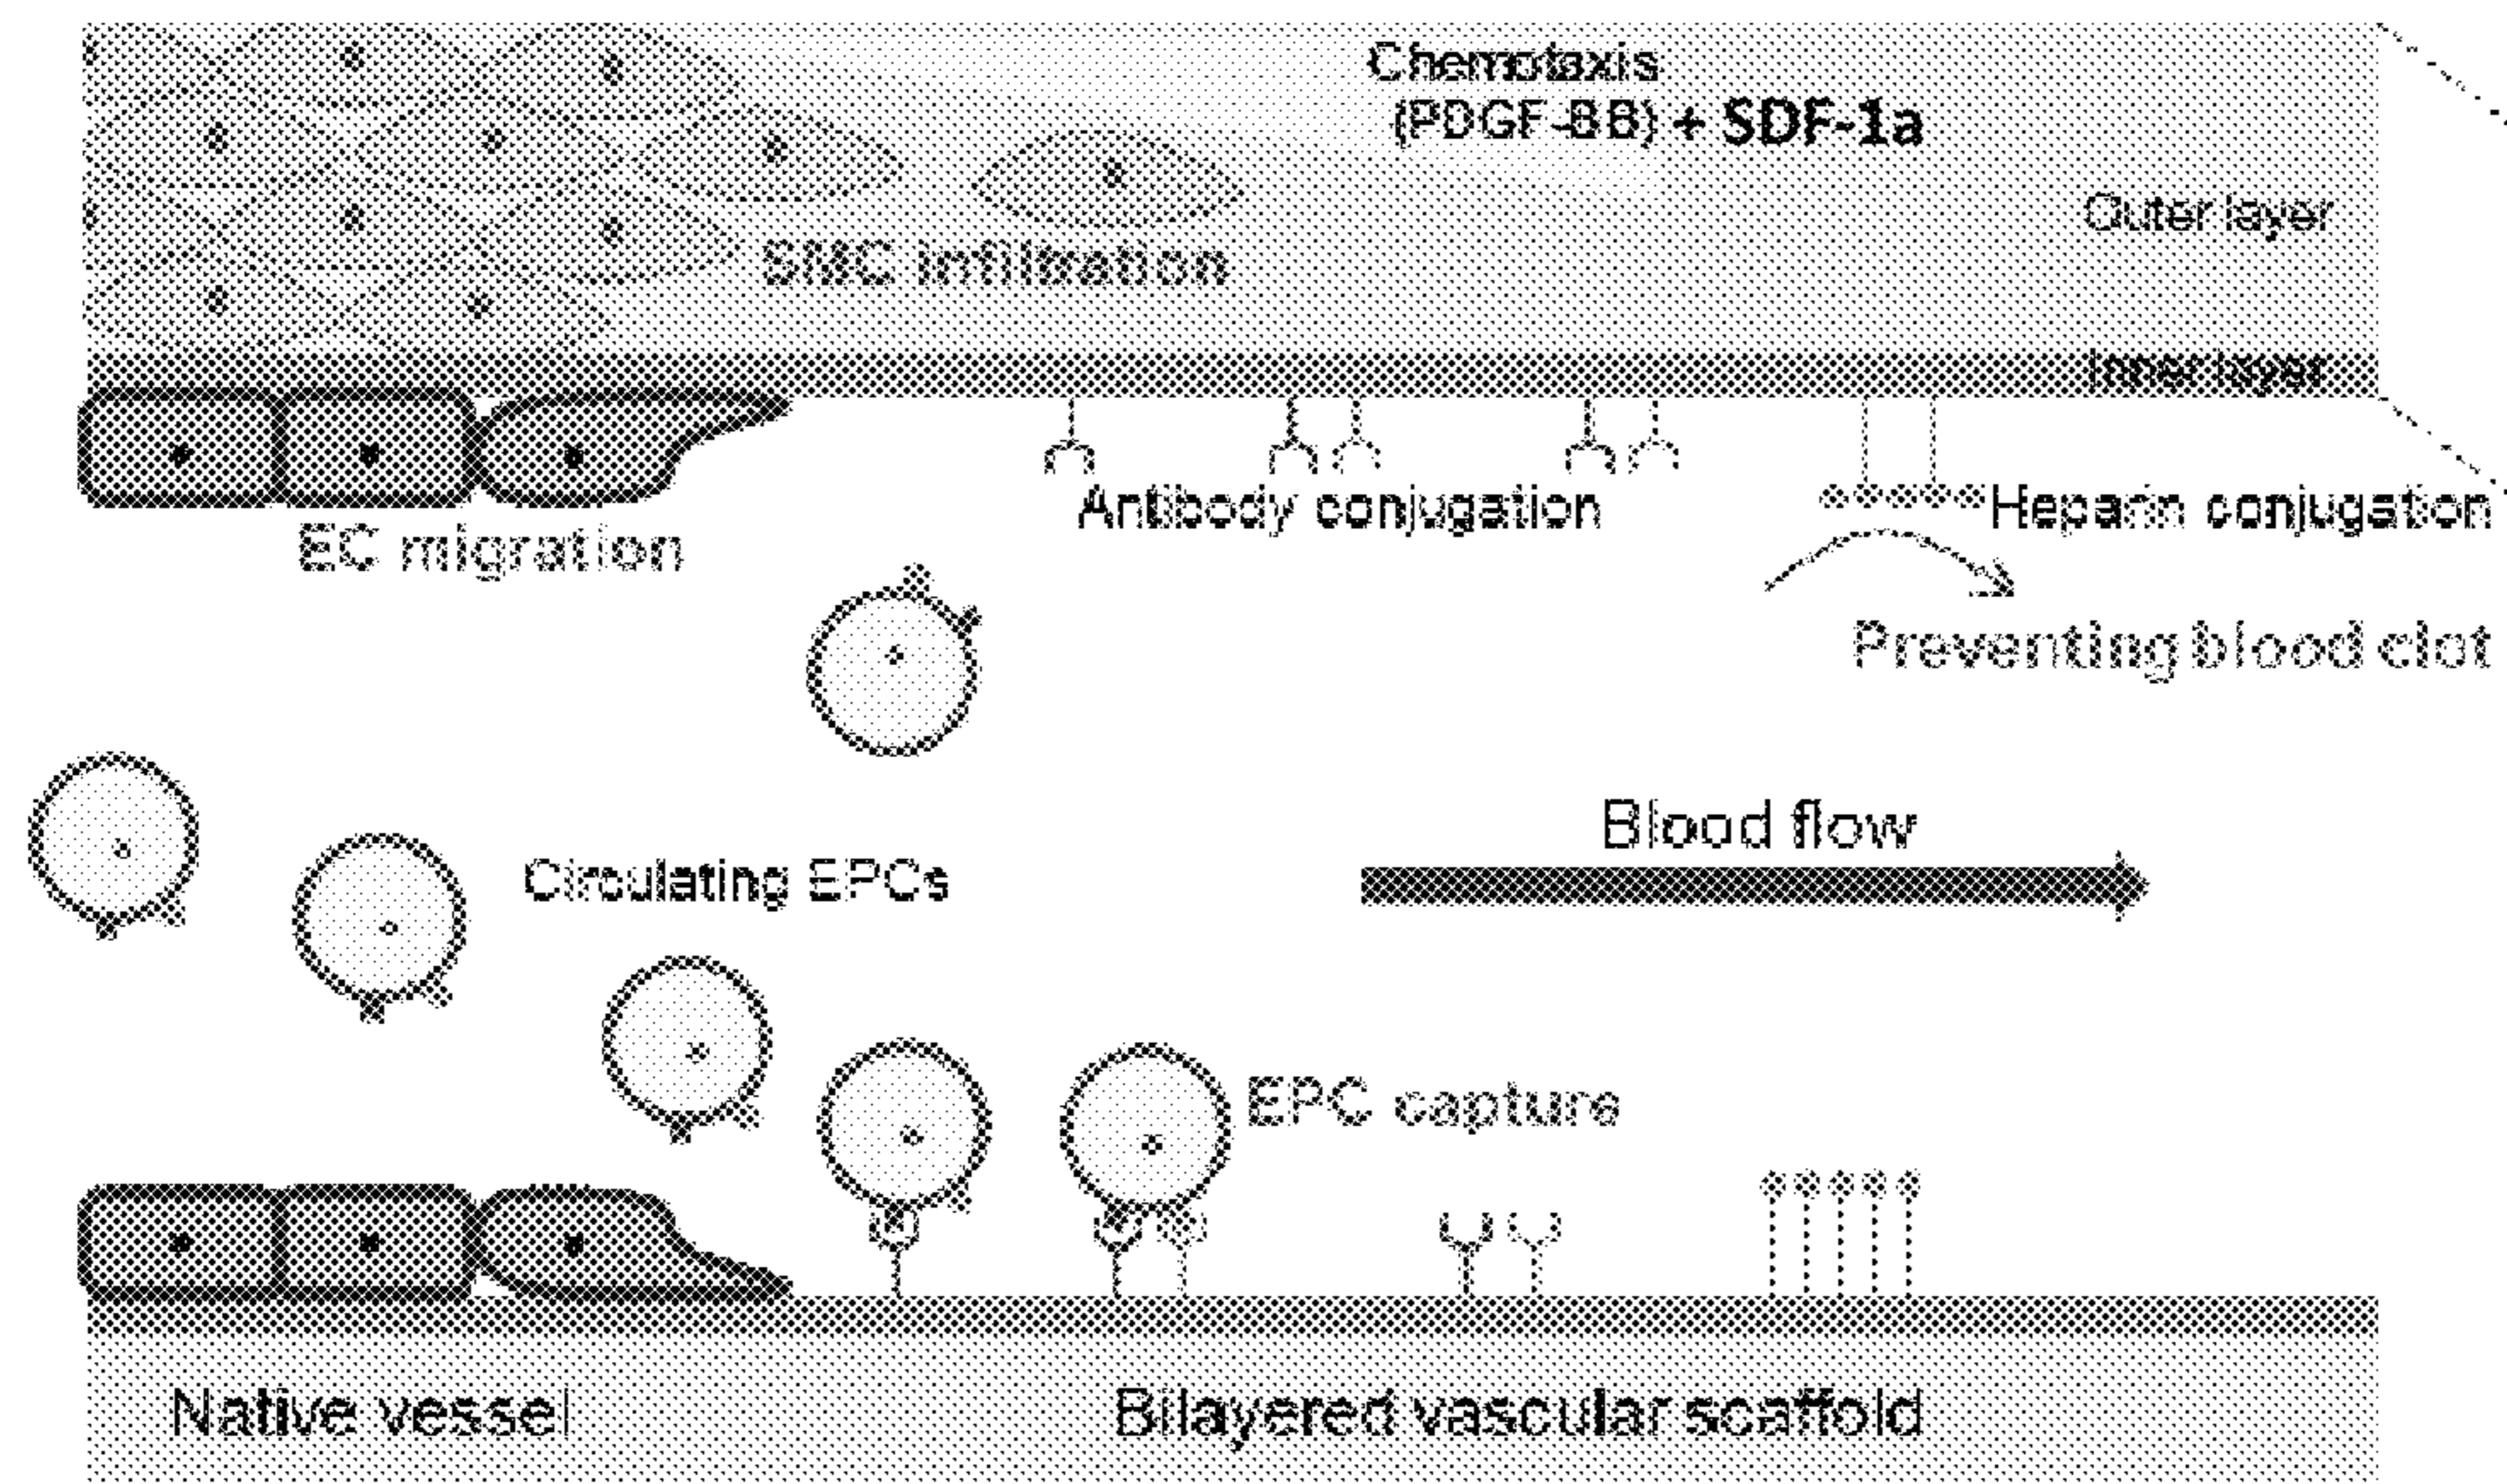 Chemotaxis
(PDGF-BB) + SDF-1a
Outer layer
SMC infiltration
Inner layer
Antibody conjugation
Heparin conjugation
EC migration
Preventing blood clot
Blood flow
Circulating EPCs
EPC capture
Native vessel
Bilayered vascular scaffold